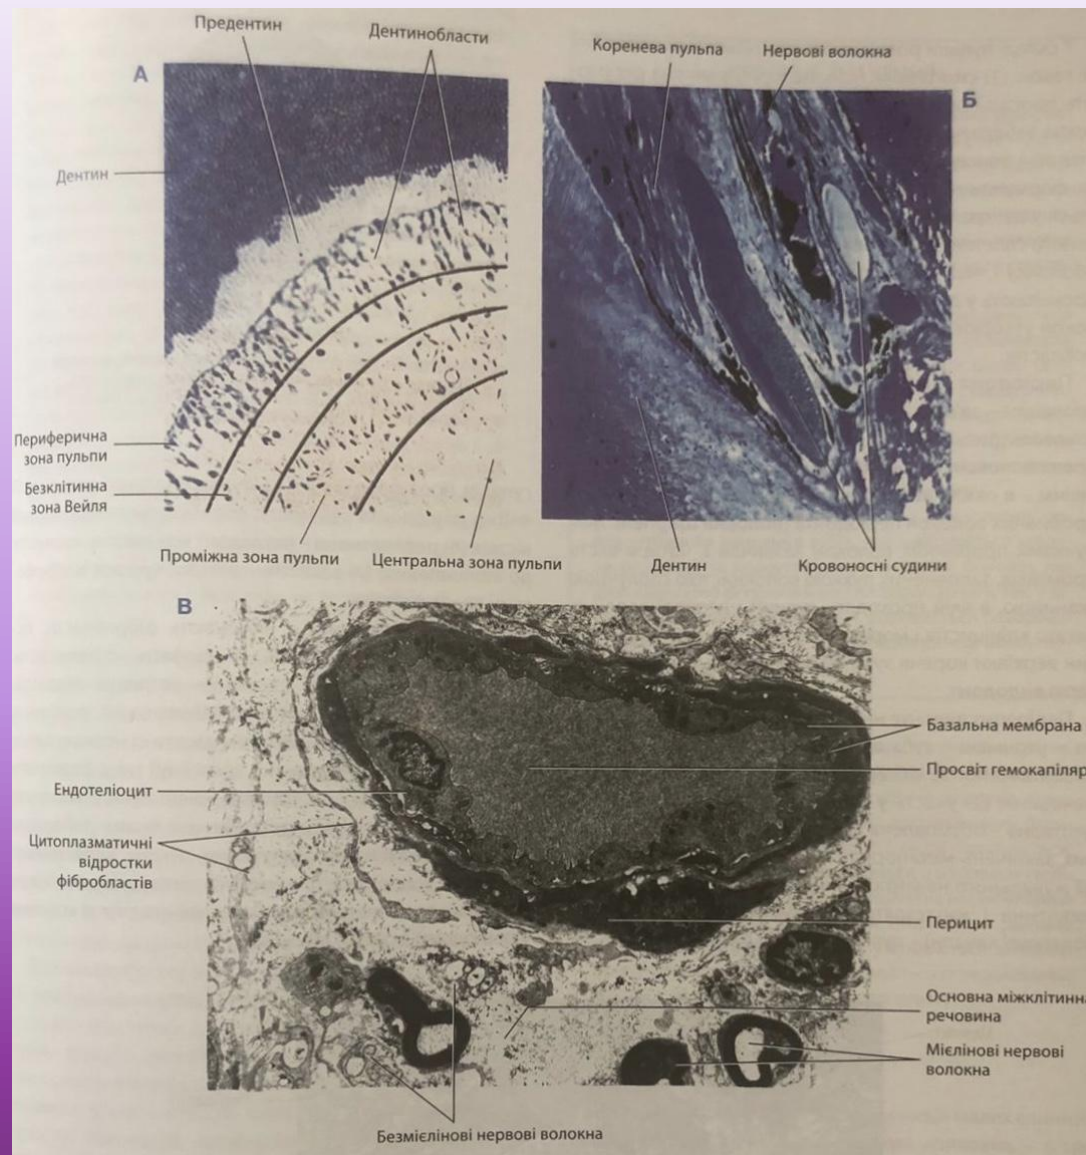 Предентин
Дентинобласти
А
Дентин
Периферична
зона пульпи
Безклітинна
зона Вейля
Проміжна зона пульпи
Центральна зона пульпи
Коренева пульпа
Нервові волокна
Б
Дентин
Кровоносні судини
В
Базальна мембрана
Просвіт гемокапіляр
Ендотеліоцит
Цитоплазматичні
відростки
фібробластів
Перицит
Основна міжклітинна
речовина
Мієлінові нервові
волокна
Безмієлінові нервові волокна